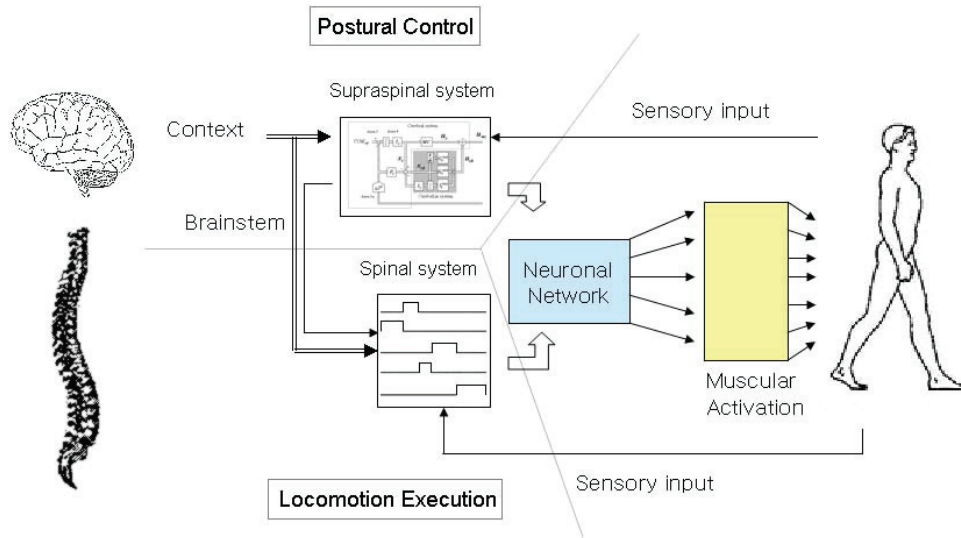 Postural Control
Supraspinal system
Sensory input
Context
Brainstem
Spinal system
Neuronal
Network
Muscular
Activation
Sensory input
Locomotion Execution